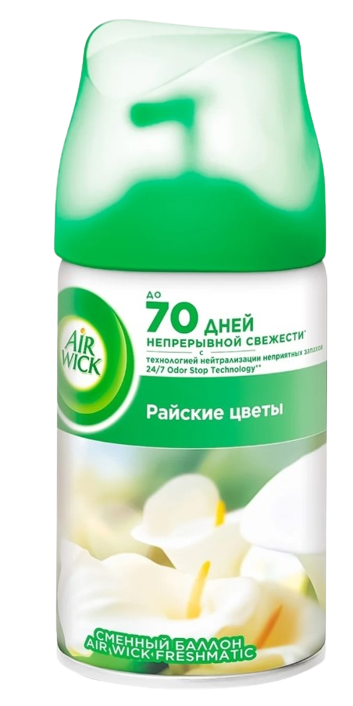 ДО
70 ДНЕЙ
НЕПРЕРЫВНОЙ СВЕЖЕСТИ*
С
ТЕХНОЛОГИЕЙ НЕЙТРАЛИЗАЦИИ НЕПРИЯТНЫХ ЗАПАХОВ
24/7 Odor Stop Technology**
AIR
WICK
Райские цветы
СМЕННЫЙ БАЛЛОН
AIR WICK FRESHMATIC